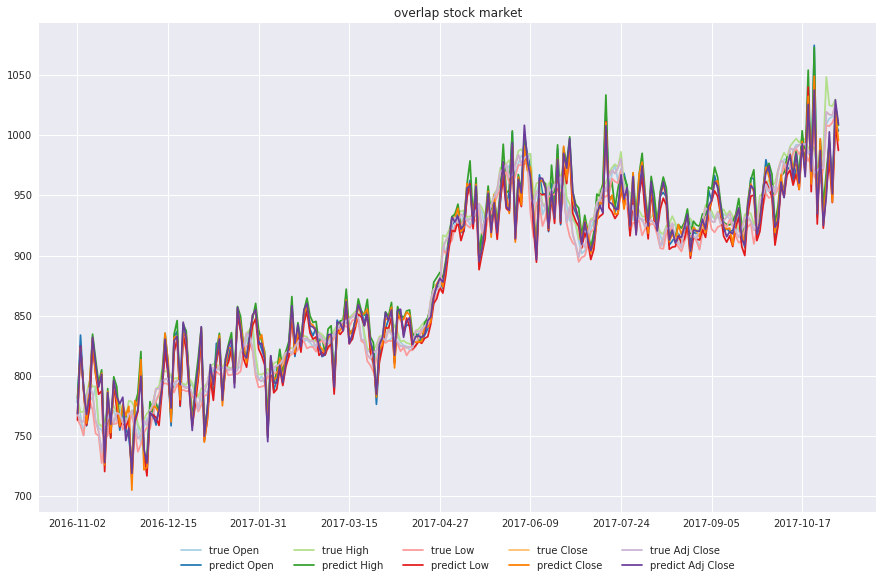 overlap stock market
1050
1000
950
900
850
800
750
700
2016-11-02 2016-12-15 2017-01-31 2017-03-15 2017-04-27 2017-06-09 2017-07-24 2017-09-05 2017-10-17
true Open true High true Low true Close true Adj Close
predict Open predict High predict Low predict Close predict Adj Close